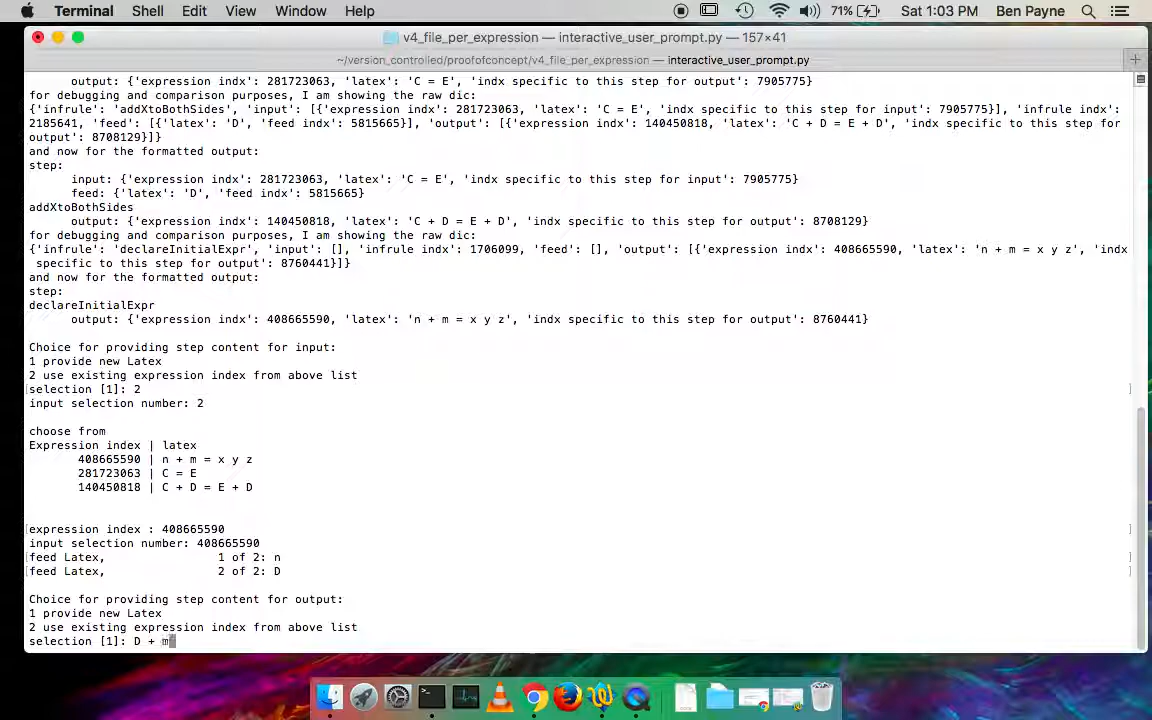 Terminal Shell Edit View Window Help 71% Sat 1:03 PM Ben Payne
v4_file_per_expression — interactive_user_prompt.py — 157×41
~/version_controlled/proofofconcept/v4_file_per_expression — interactive_user_prompt.py
output: {'expression indx': 281723063, 'latex': 'C = E', 'indx specific to this step for output': 7905775}
for debugging and comparison purposes, I am showing the raw dic:
{'infrule': 'addXtoBothSides', 'input': [{'expression indx': 281723063, 'latex': 'C = E', 'indx specific to this step for input': 7905775}], 'infrule indx':
2185641, 'feed': [{'latex': 'D', 'feed indx': 5815665}], 'output': [{'expression indx': 140450818, 'latex': 'C + D = E + D', 'indx specific to this step for
output': 8708129}]}
and now for the formatted output:
step:
input: {'expression indx': 281723063, 'latex': 'C = E', 'indx specific to this step for input': 7905775}
feed: {'latex': 'D', 'feed indx': 5815665}
addXtoBothSides
output: {'expression indx': 140450818, 'latex': 'C + D = E + D', 'indx specific to this step for output': 8708129}
for debugging and comparison purposes, I am showing the raw dic:
{'infrule': 'declareInitialExpr', 'input': [], 'infrule indx': 1706099, 'feed': [], 'output': [{'expression indx': 408665590, 'latex': 'n + m = x y z', 'indx
specific to this step for output': 8760441}]}
and now for the formatted output:
step:
declareInitialExpr
output: {'expression indx': 408665590, 'latex': 'n + m = x y z', 'indx specific to this step for output': 8760441}
Choice for providing step content for input:
1 provide new Latex
2 use existing expression index from above list
[selection [1]: 2 ]
input selection number: 2
choose from
Expression index | latex
408665590 | n + m = x y z
281723063 | C = E
140450818 | C + D = E + D
[expression index : 408665590 ]
input selection number: 408665590
[feed Latex, 1 of 2: n ]
[feed Latex, 2 of 2: D ]
Choice for providing step content for output:
1 provide new Latex
2 use existing expression index from above list
selection [1]: D + m